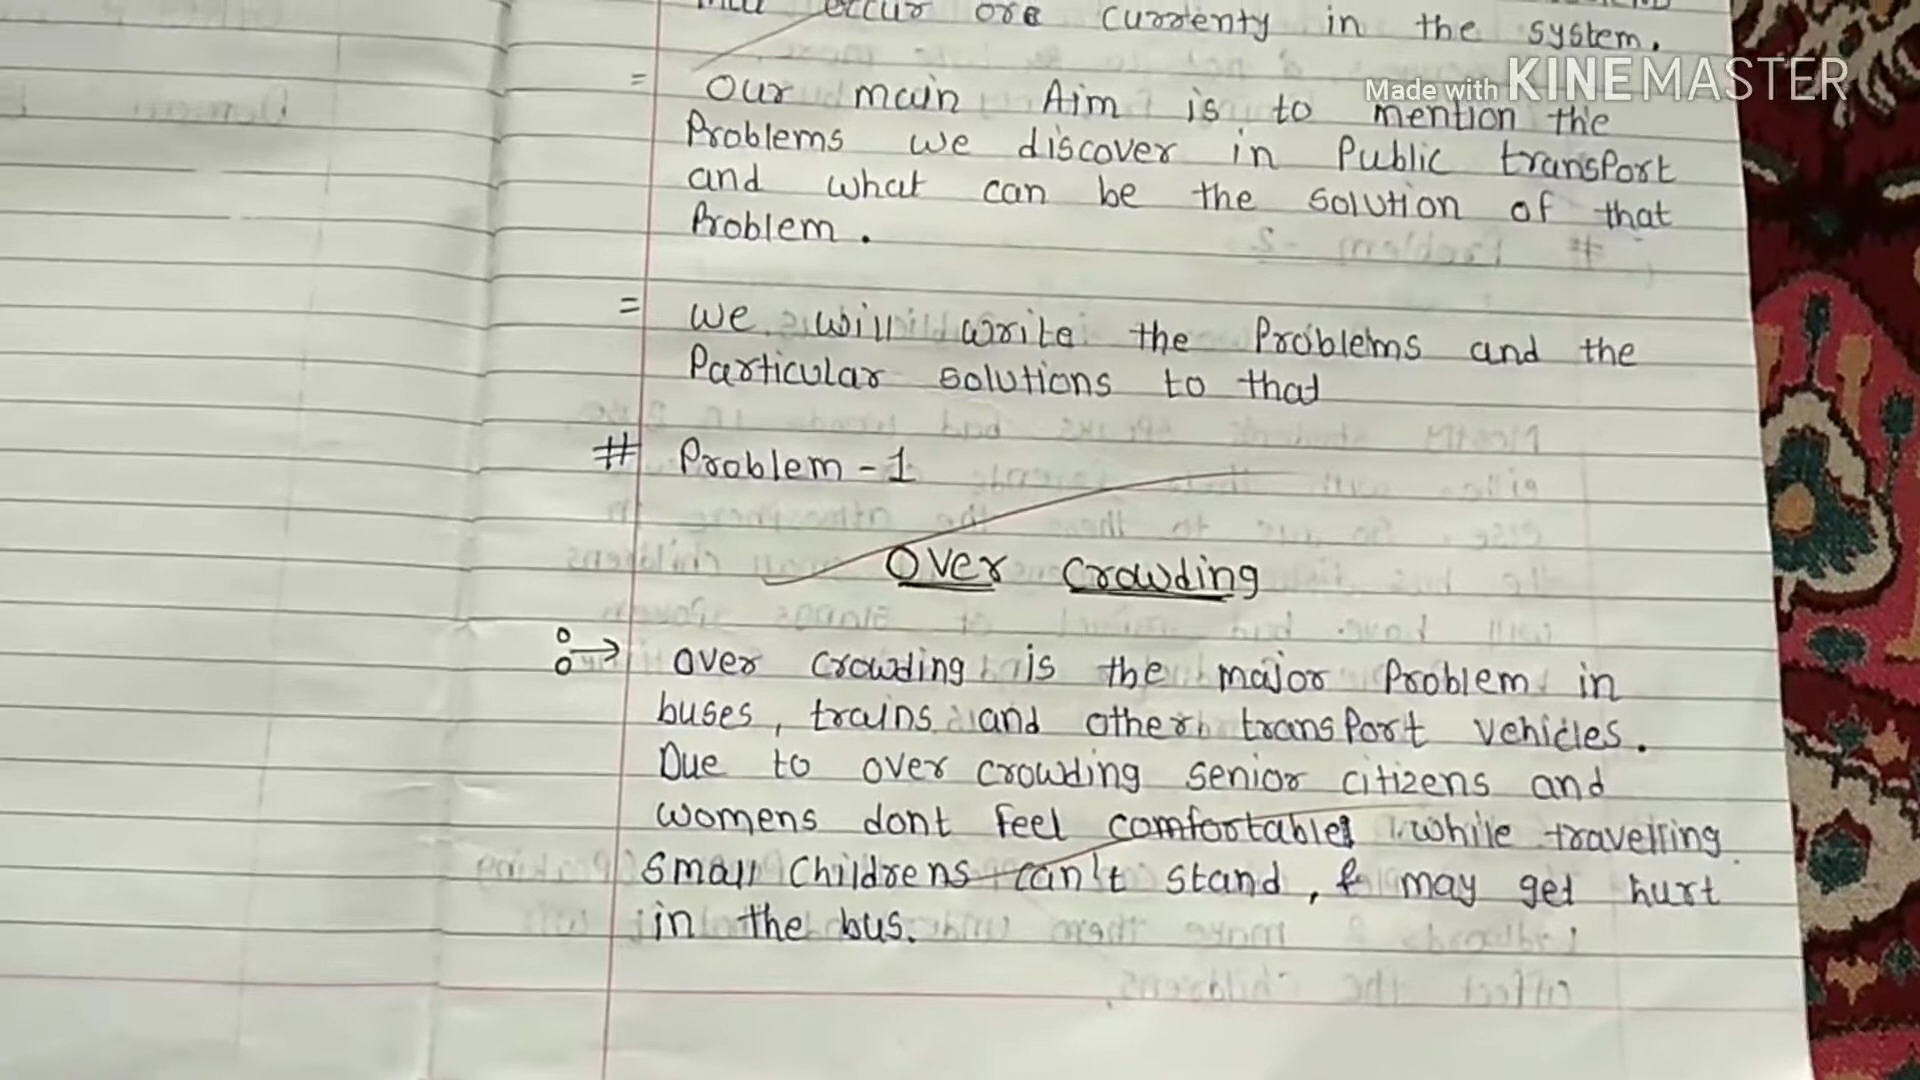 occur ore currenty in the system.
Made with KINEMASTER
= Our main Aim is to mention the
Problems we discover in Public transport
and what can be the solution of that
Problem.
= we will write the Problems and the
Particular solutions to that
# Problem - 1
Over Crowding
over crowding is the major Problem in
buses, trains and other transport vehicles.
Due to over crowding senior citizens and
womens dont feel comfortable while travelling
small childrens can't stand, & may get hurt
in the bus.